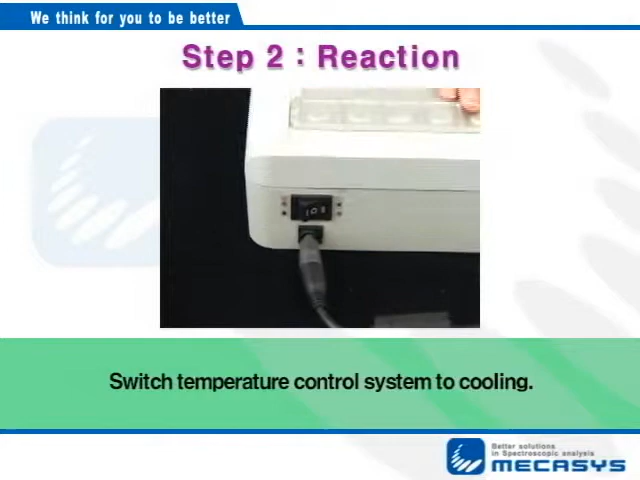 We think for you to be better
Step 2 : Reaction
Switch temperature control system to cooling.
Better solutions
in Spectroscopic analysis
MECASYS